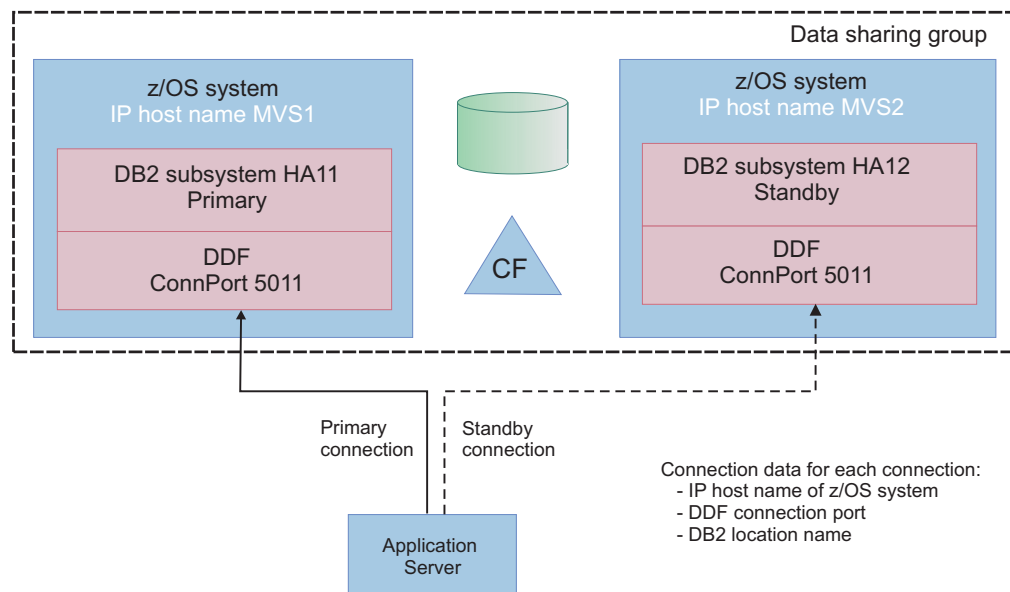 Data sharing group
z/OS system
IP host name MVS1
DB2 subsystem HA11
Primary
DDF
ConnPort 5011
CF
z/OS system
IP host name MVS2
DB2 subsystem HA12
Standby
DDF
ConnPort 5011
Primary
connection
Standby
connection
Connection data for each connection:
- IP host name of z/OS system
- DDF connection port
- DB2 location name
Application
Server